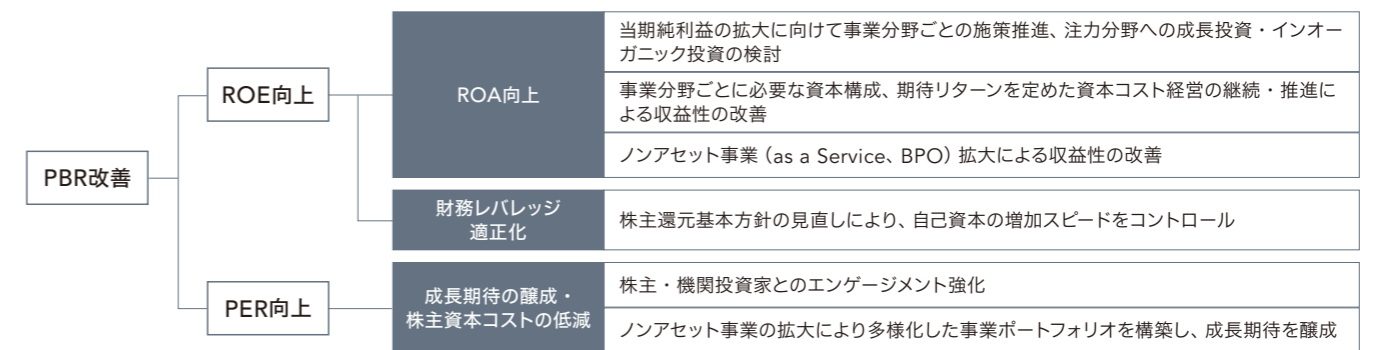 PBR改善
ROE向上
ROA向上
当期純利益の拡大に向けて事業分野ごとの施策推進、注力分野への成長投資・インオー
ガニック投資の検討
事業分野ごとに必要な資本構成、期待リターンを定めた資本コスト経営の継続・推進に
よる収益性の改善
ノンアセット事業（as a Service、BPO）拡大による収益性の改善
財務レバレッジ
適正化
株主還元基本方針の見直しにより、自己資本の増加スピードをコントロール
PER向上
成長期待の醸成・
株主資本コストの低減
株主・機関投資家とのエンゲージメント強化
ノンアセット事業の拡大により多様化した事業ポートフォリオを構築し、成長期待を醸成